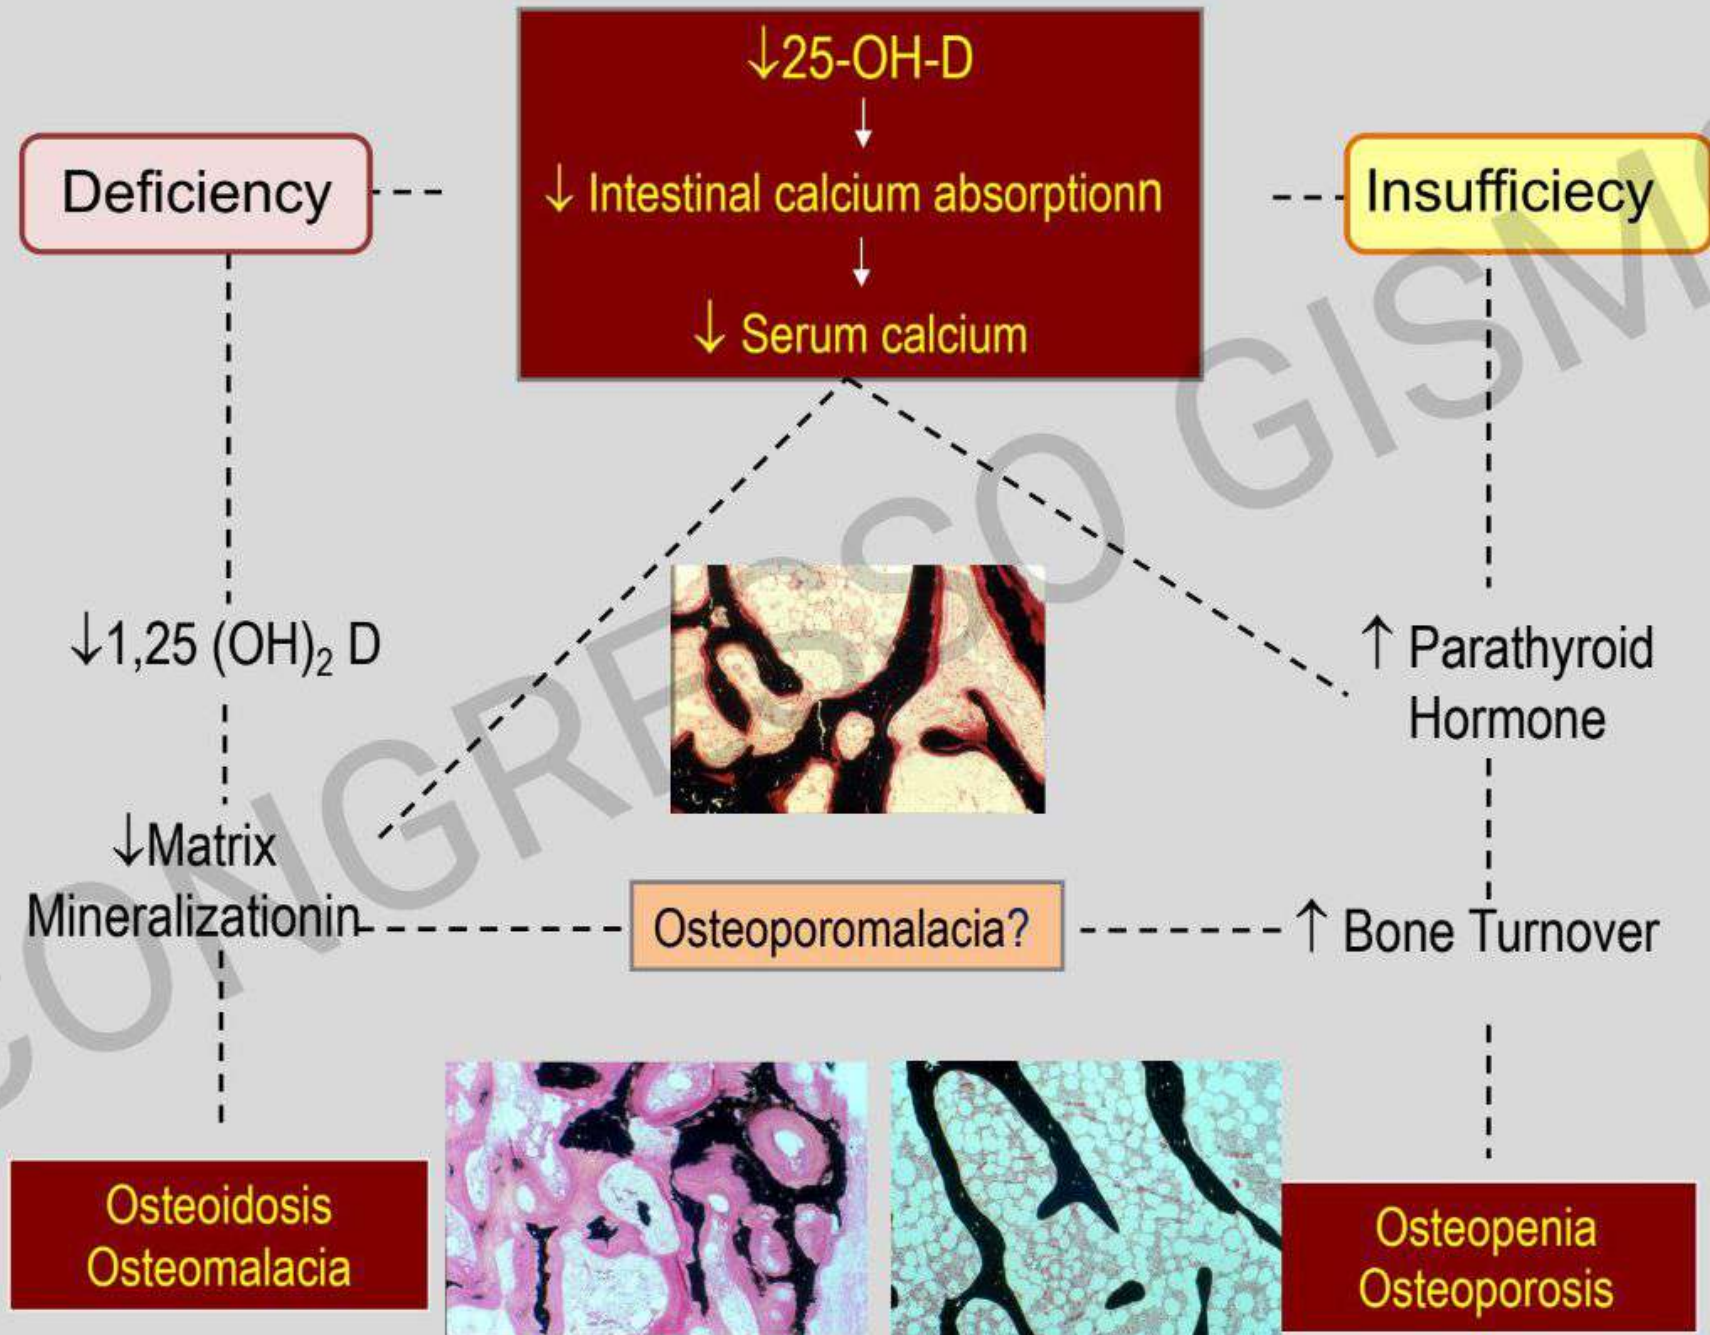 ↓25-OH-D
↓ Intestinal calcium absorptionn
↓ Serum calcium
Deficiency
Insufficiecy
↓1,25 (OH)₂ D
↑ Parathyroid
Hormone
↓Matrix
Mineralizationin
Osteoporomalacia?
↑ Bone Turnover
Osteoidosis
Osteomalacia
Osteopenia
Osteoporosis
CONGRESSO GISM